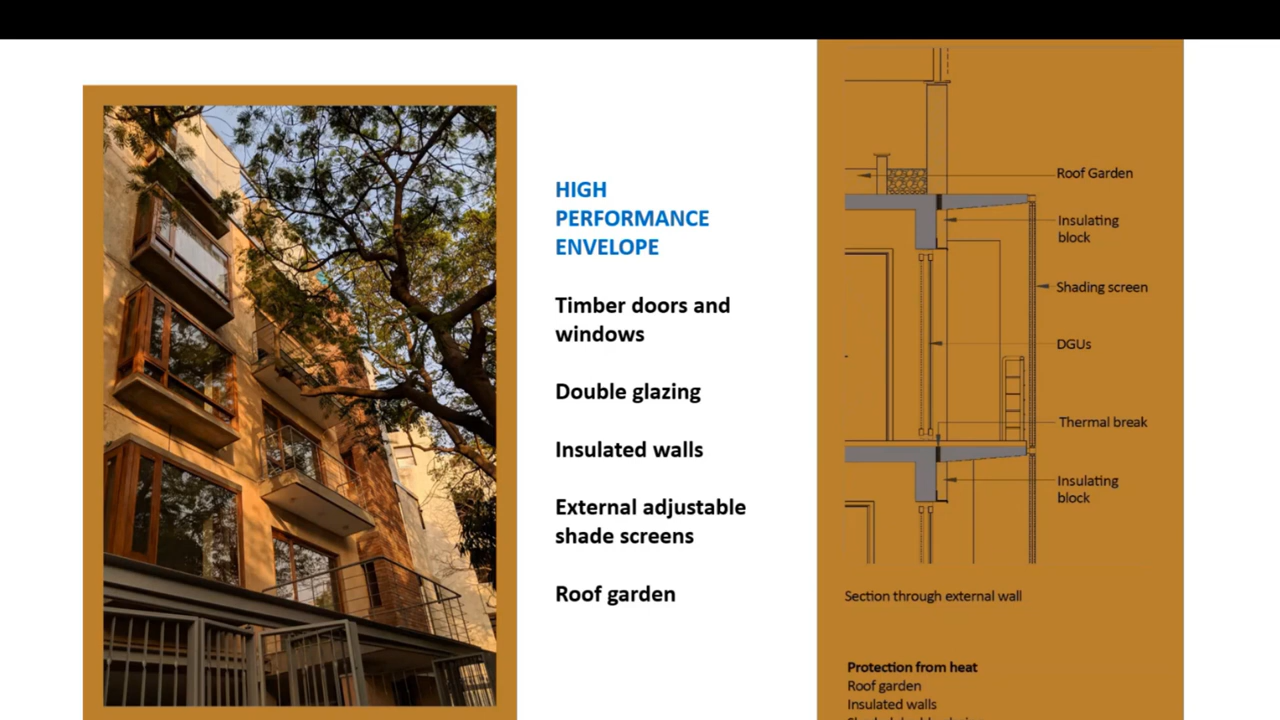 HIGH
PERFORMANCE
ENVELOPE
Timber doors and
windows
Double glazing
Insulated walls
External adjustable
shade screens
Roof garden
Roof Garden
Insulating
block
Shading screen
DGUs
Thermal break
Insulating
block
Section through external wall
Protection from heat
Roof garden
Insulated walls